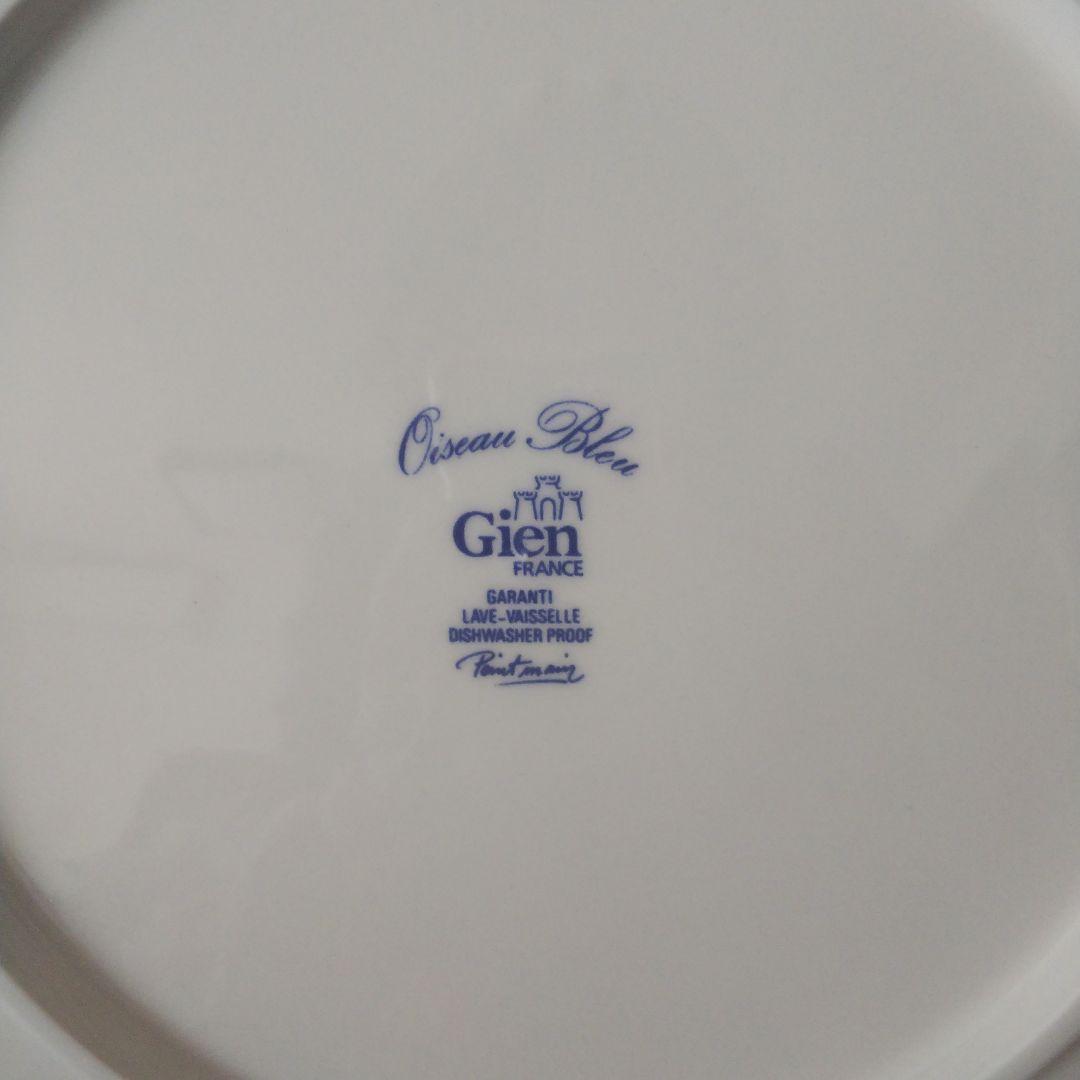 Oiseau Bleu
Gien
FRANCE
GARANTI
LAVE-VAISSELLE
DISHWASHER PROOF
Peint main